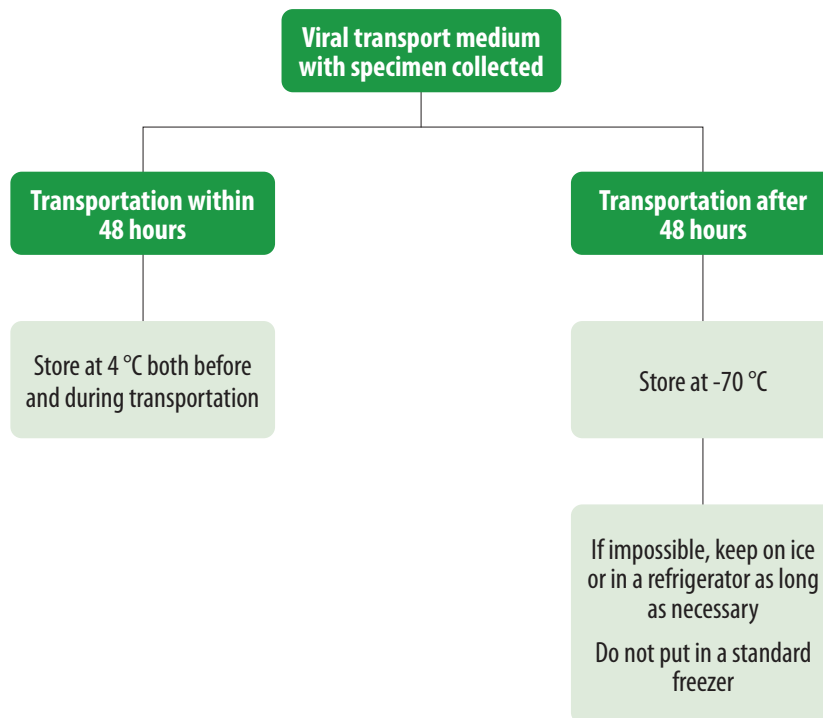 Viral transport medium
with specimen collected
Transportation within
48 hours
Transportation after
48 hours
Store at 4 °C both before
and during transportation
Store at -70 °C
If impossible, keep on ice
or in a refrigerator as long
as necessary
Do not put in a standard
freezer